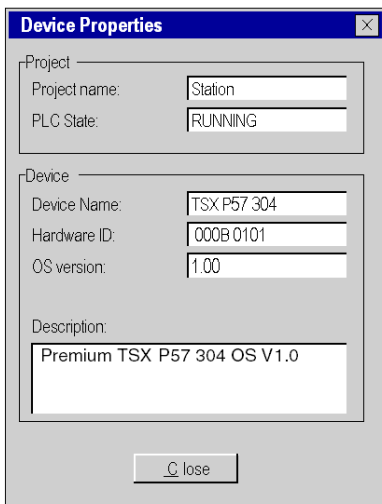 Device Properties
Project
Project name: Station
PLC State: RUNNING
Device
Device Name: TSX P57 304
Hardware ID: 000B 0101
OS version: 1.00
Description:
Premium TSX P57 304 OS V1.0
C lose